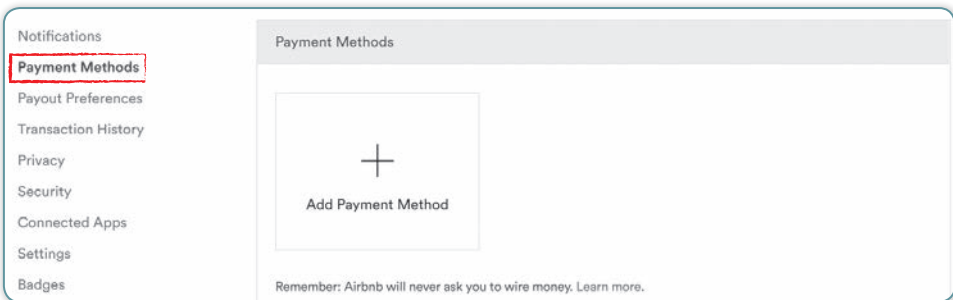 Notifications
Payment Methods
Payout Preferences
Transaction History
Privacy
Security
Connected Apps
Settings
Badges
Payment Methods
Add Payment Method
Remember: Airbnb will never ask you to wire money. Learn more.